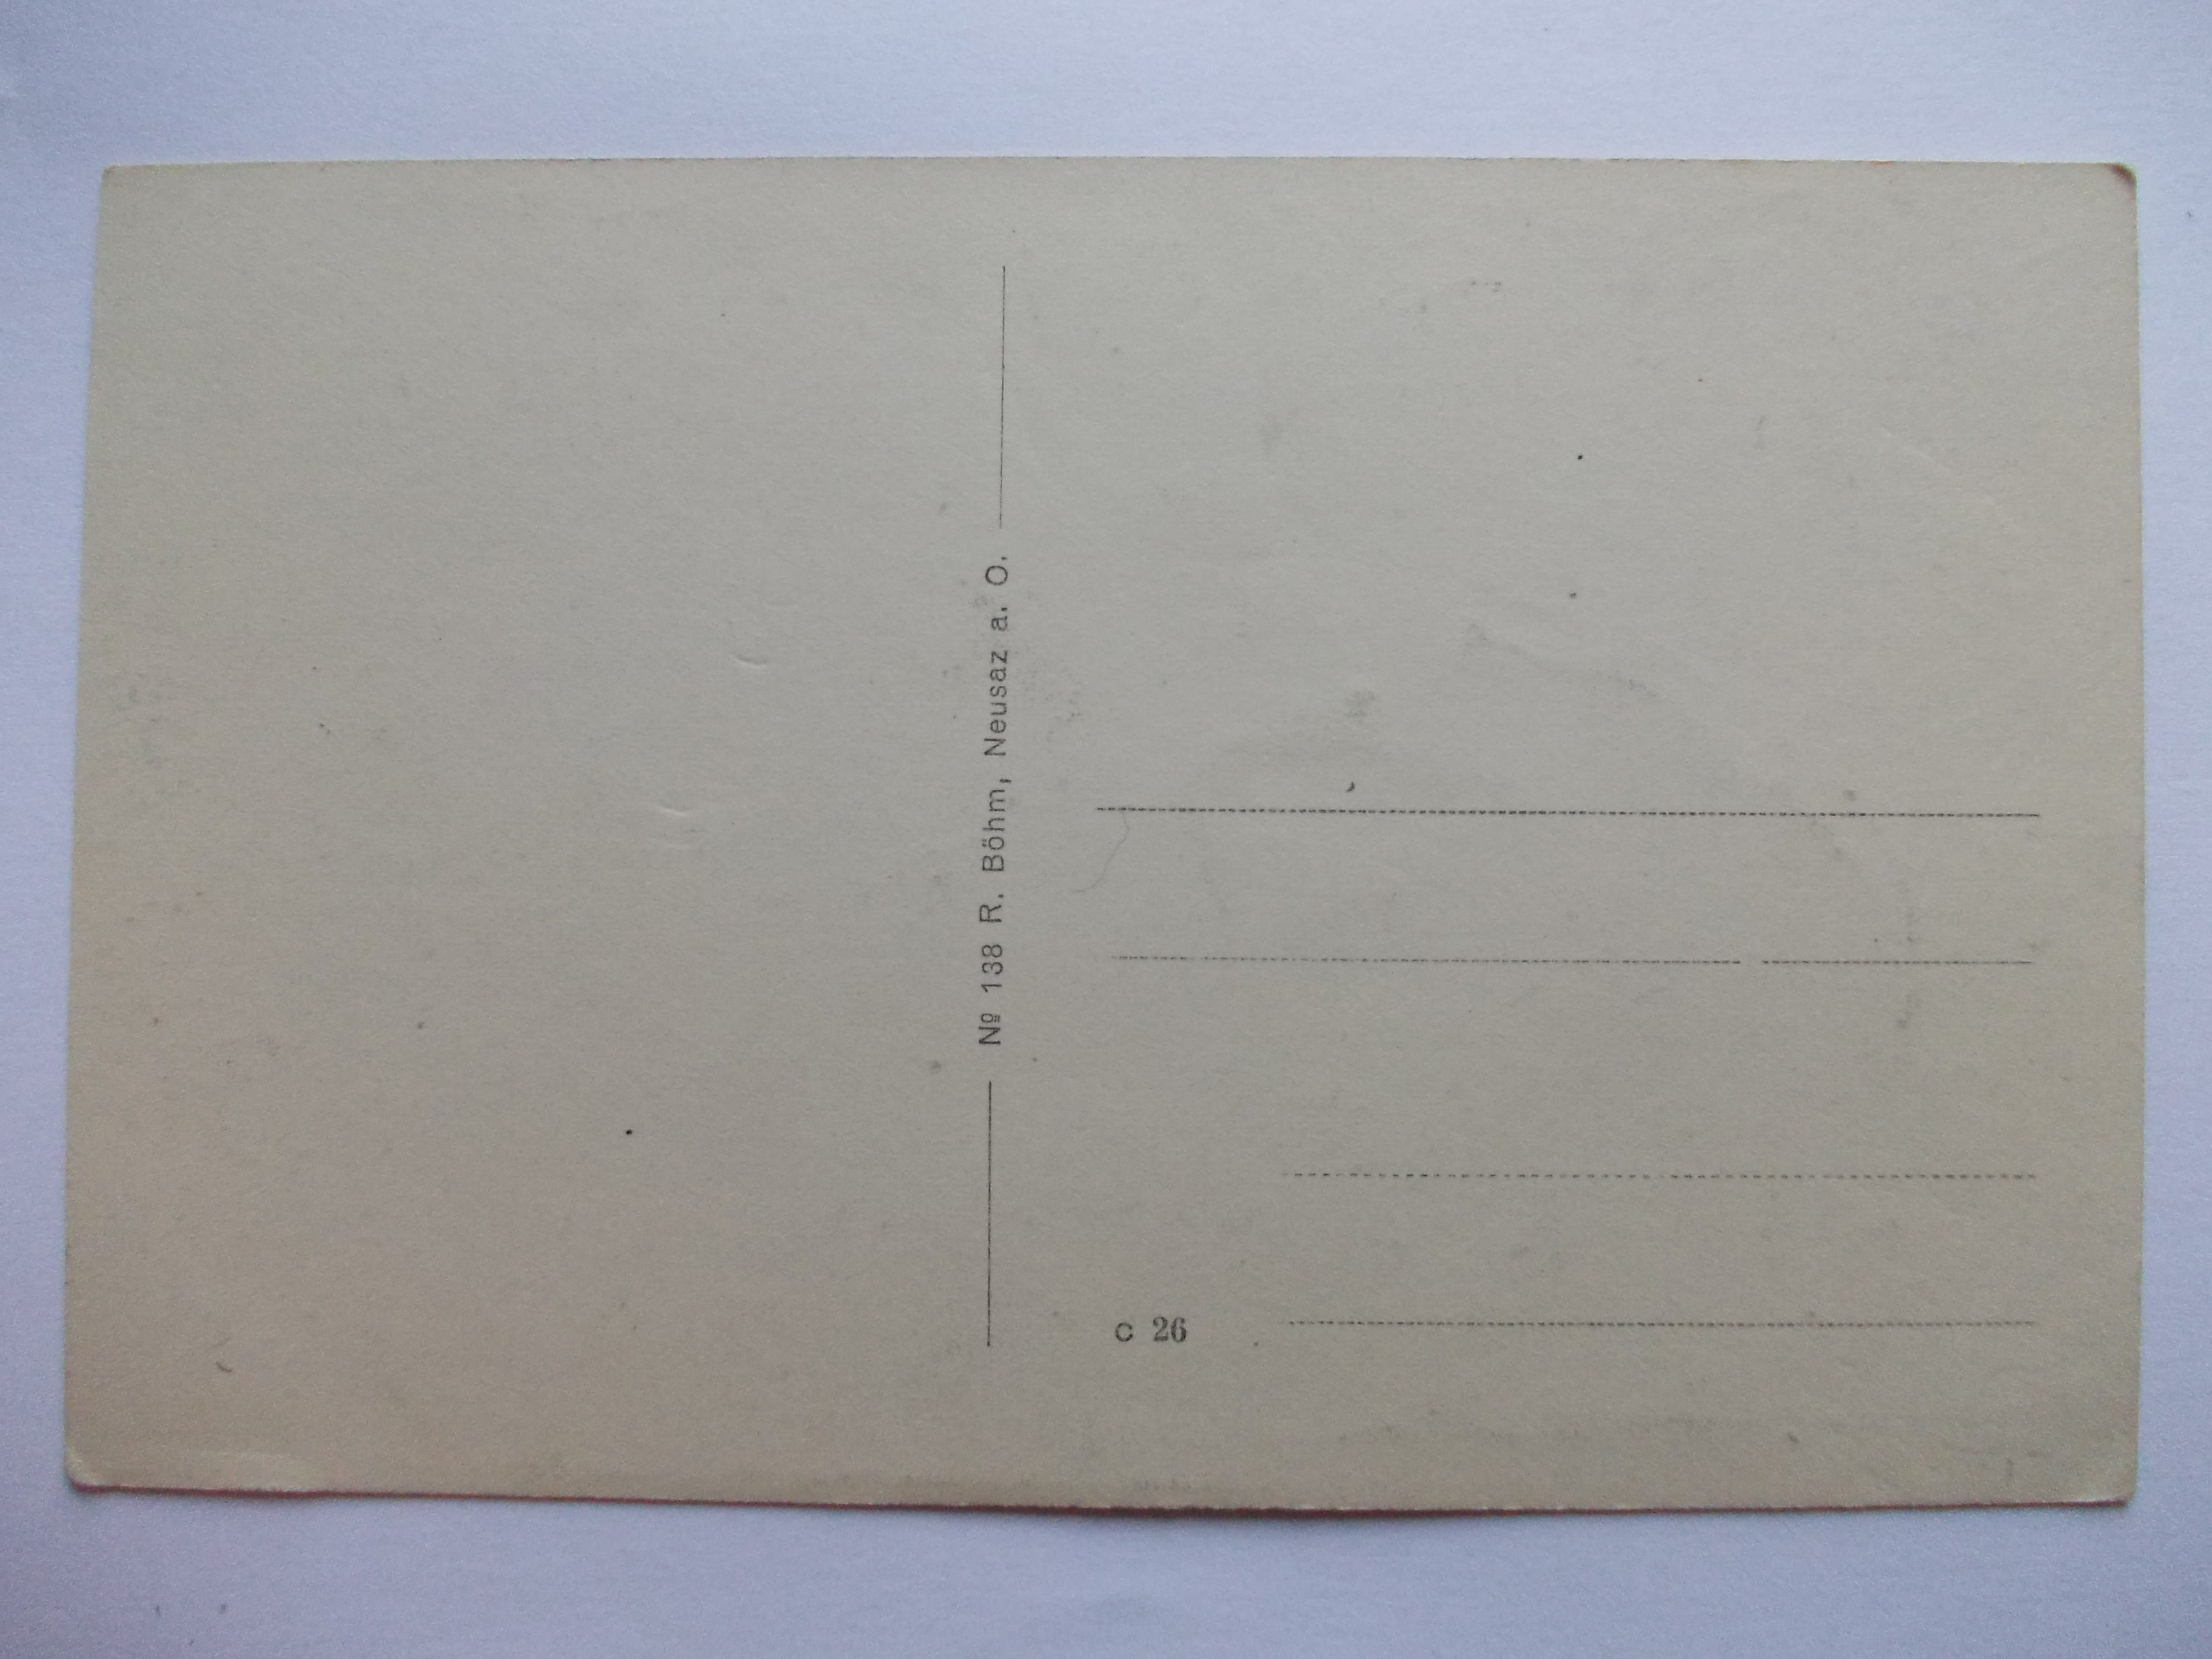 № 138 R. Böhm, Neusaz a. O.
C 26